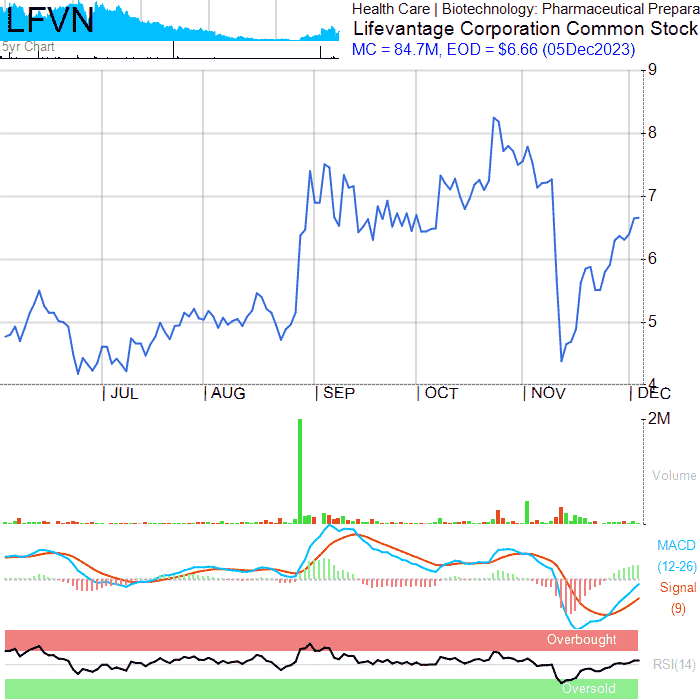 LFVN
5yr Chart
Health Care | Biotechnology: Pharmaceutical Prepara
Lifevantage Corporation Common Stock
MC = 84.7M, EOD = $6.66 (05Dec2023)
9
8
7
6
5
4
JUL
AUG
SEP
OCT
NOV
DEC
2M
Volume
MACD
(12-26)
Signal
(9)
Overbought
RSI(14)
Oversold